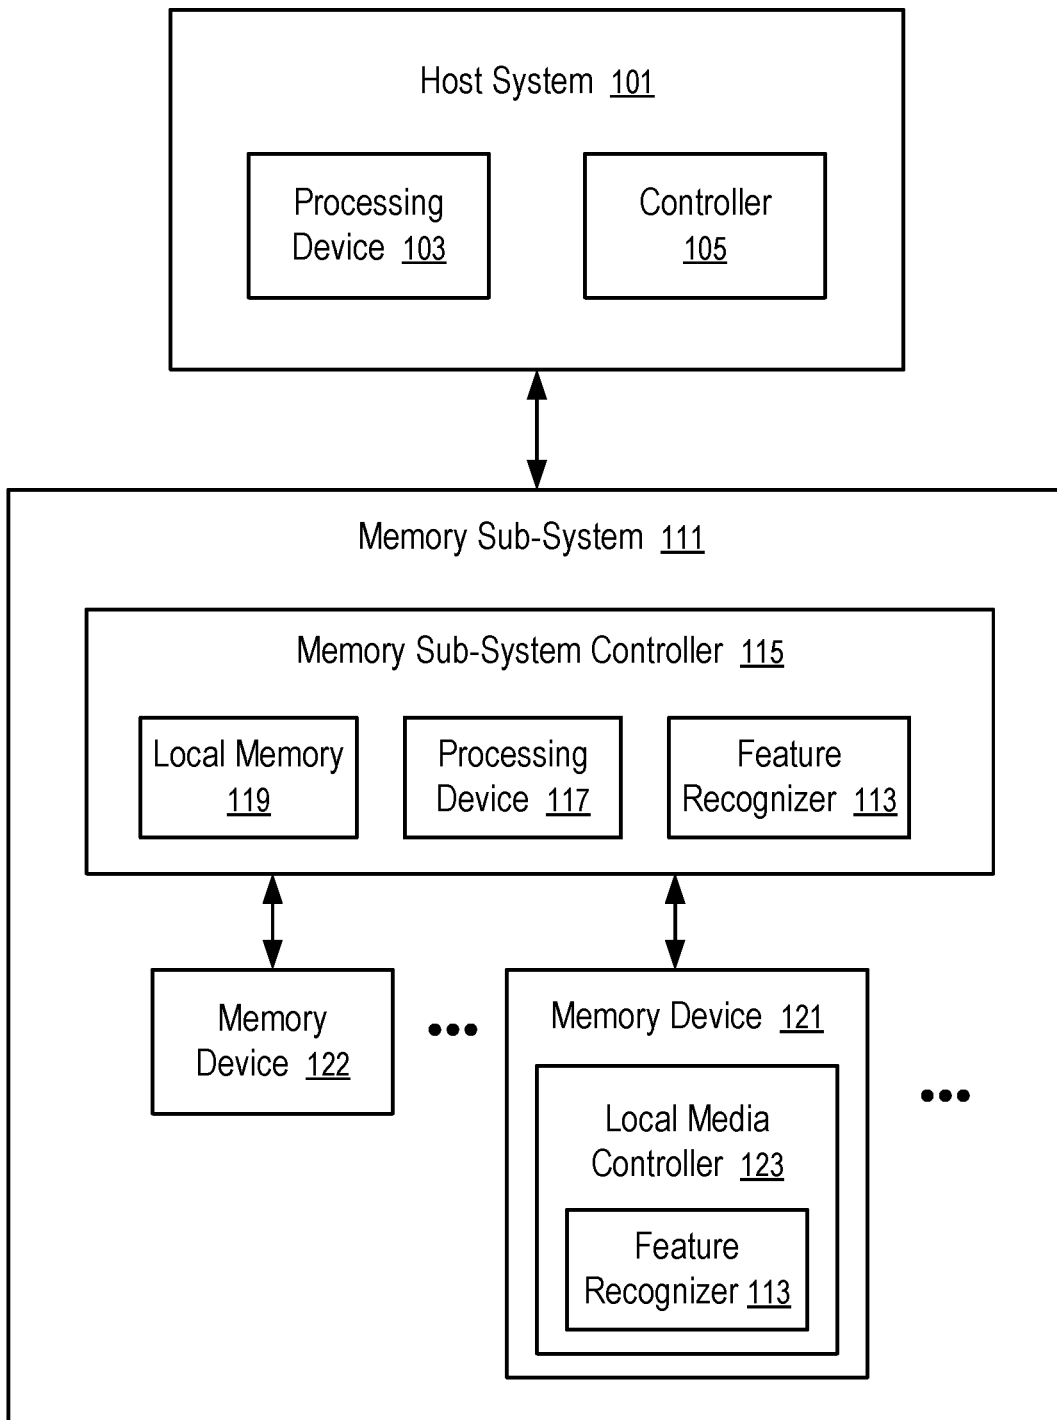 Host System 101
Processing
Device 103
Controller
105
Memory Sub-System 111
Memory Sub-System Controller 115
Local Memory
119
Processing
Device 117
Feature
Recognizer 113
Memory
Device 122
Memory Device 121
Local Media
Controller 123
Feature
Recognizer 113